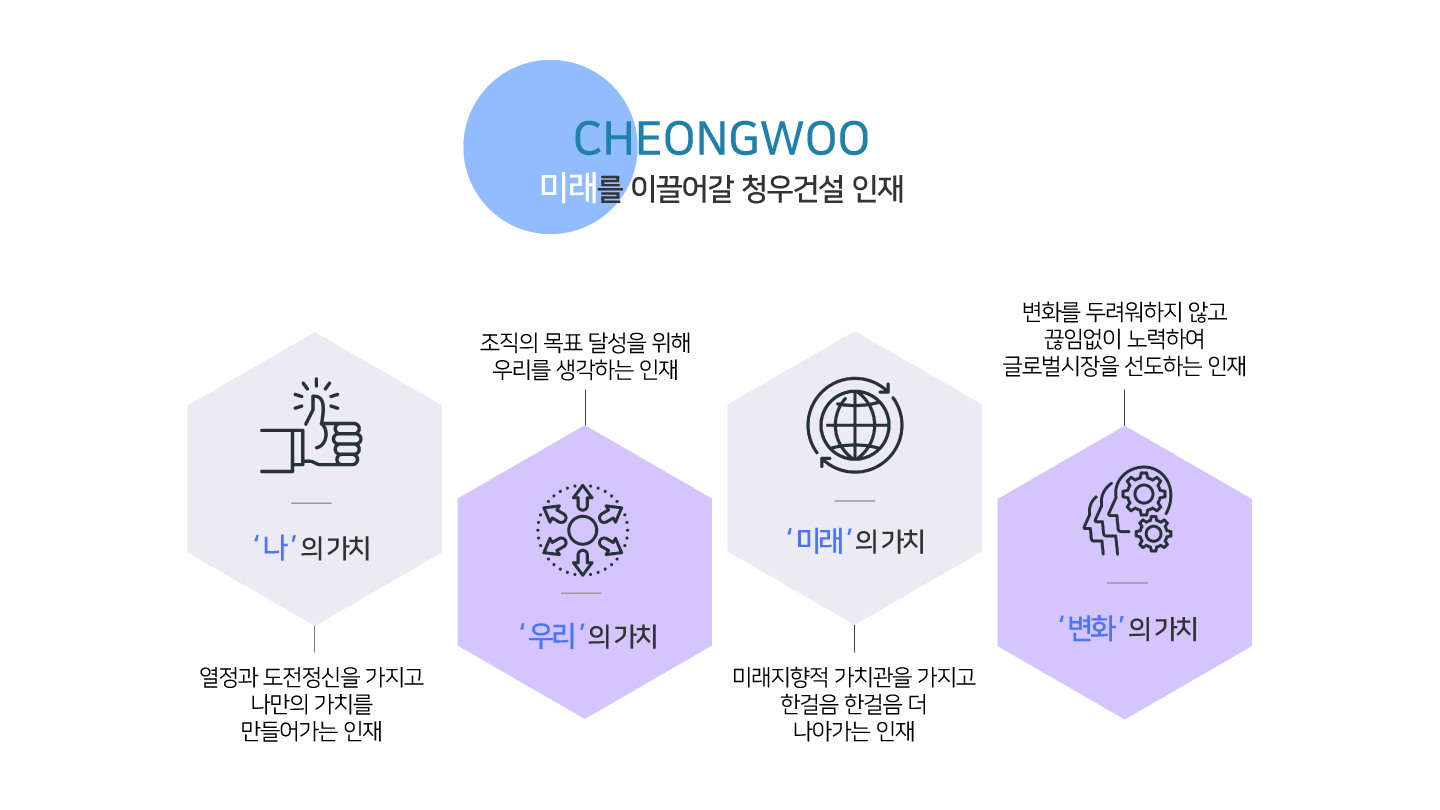 CHEONGWOO
미래를 이끌어갈 청우건설 인재
‘나’의 가치
열정과 도전정신을 가지고
나만의 가치를
만들어가는 인재
조직의 목표 달성을 위해
우리를 생각하는 인재
‘우리’의 가치
‘미래’의 가치
미래지향적 가치관을 가지고
한걸음 한걸음 더
나아가는 인재
변화를 두려워하지 않고
끊임없이 노력하여
글로벌시장을 선도하는 인재
‘변화’의 가치